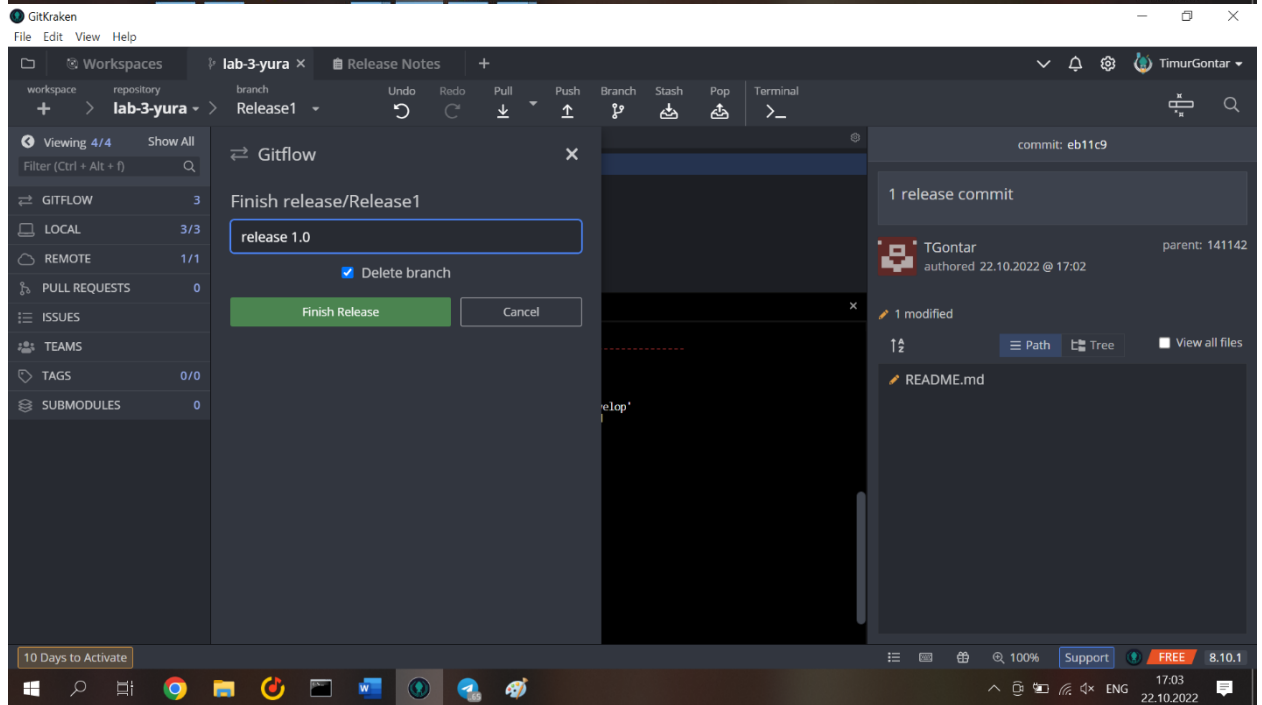 GitKraken
File Edit View Help
Workspaces lab-3-yura Release Notes
TimurGontar
workspace repository branch Undo Redo Pull Push Branch Stash Pop Terminal
lab-3-yura Release1
Viewing 4/4 Show All
Filter (Ctrl + Alt + f)
GITFLOW 3
LOCAL 3/3
REMOTE 1/1
PULL REQUESTS 0
ISSUES
TEAMS
TAGS 0/0
SUBMODULES 0
Gitflow
Finish release/Release1
release 1.0
Delete branch
Finish Release Cancel
elop'
commit: eb11c9
1 release commit
TGontar parent: 141142
authored 22.10.2022 @ 17:02
1 modified
Path Tree View all files
README.md
10 Days to Activate
100% Support FREE 8.10.1
65
ENG 17:03
22.10.2022